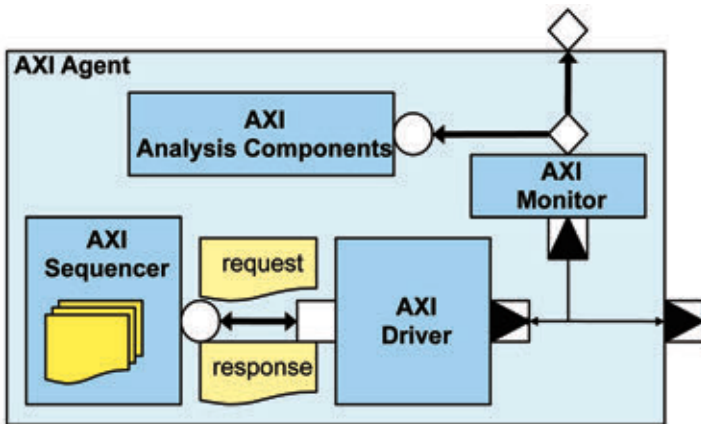 AXI Agent
AXI
Analysis Components
AXI
Monitor
AXI
Sequencer
request
response
AXI
Driver